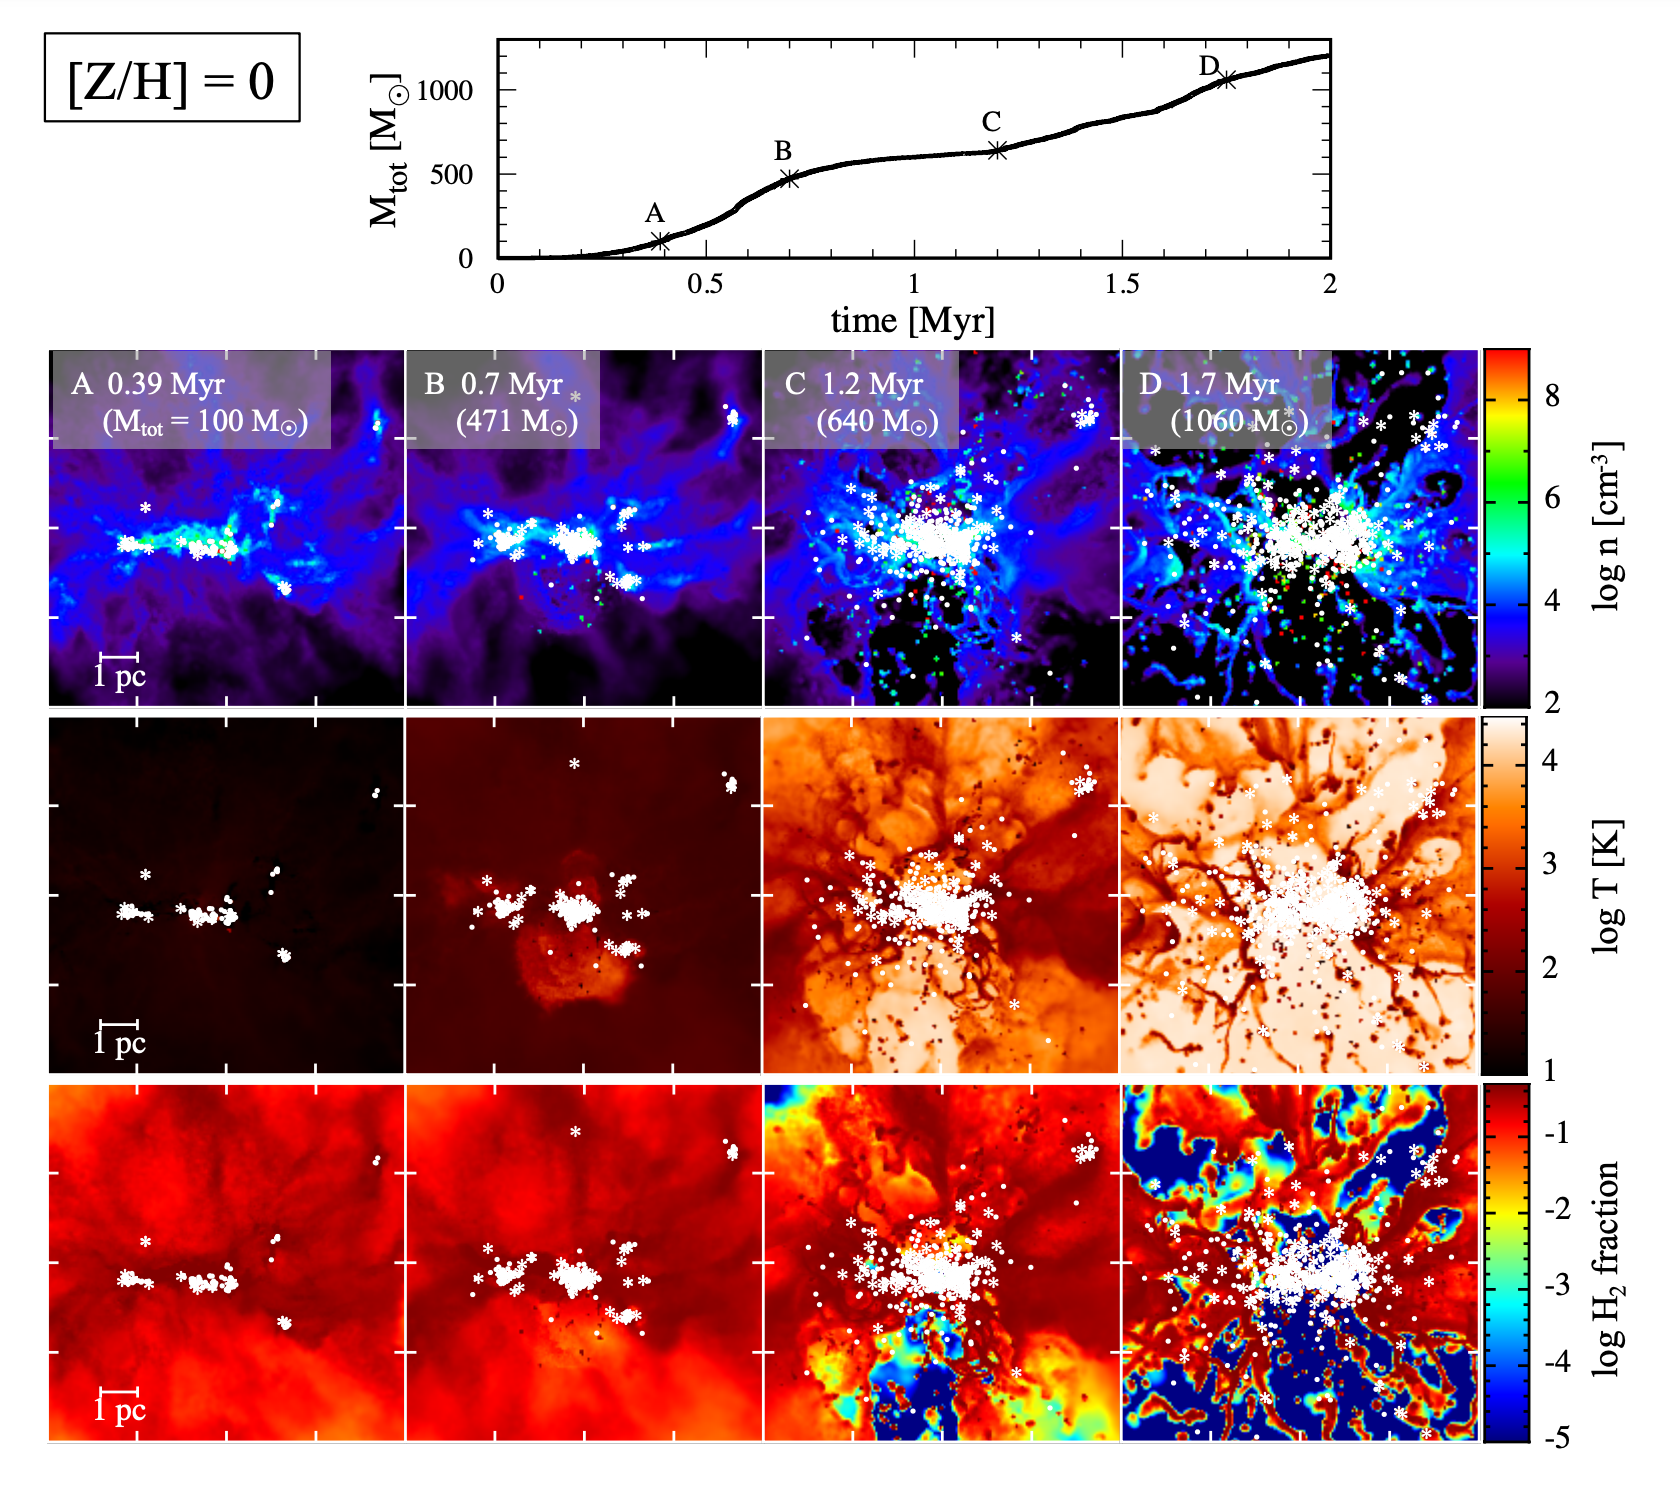 [Z/H] = 0
M_tot [M_☉]
1000
500
0
A
B
C
D
0 0.5 1 1.5 2
time [Myr]
A 0.39 Myr
(M_tot = 100 M_☉)
B 0.7 Myr
(471 M_☉)
C 1.2 Myr
(640 M_☉)
D 1.7 Myr
(1060 M_☉)
1 pc
8
6
4
2
log n [cm^-3]
1 pc
4
3
2
1
log T [K]
1 pc
-1
-2
-3
-4
-5
log H_2 fraction